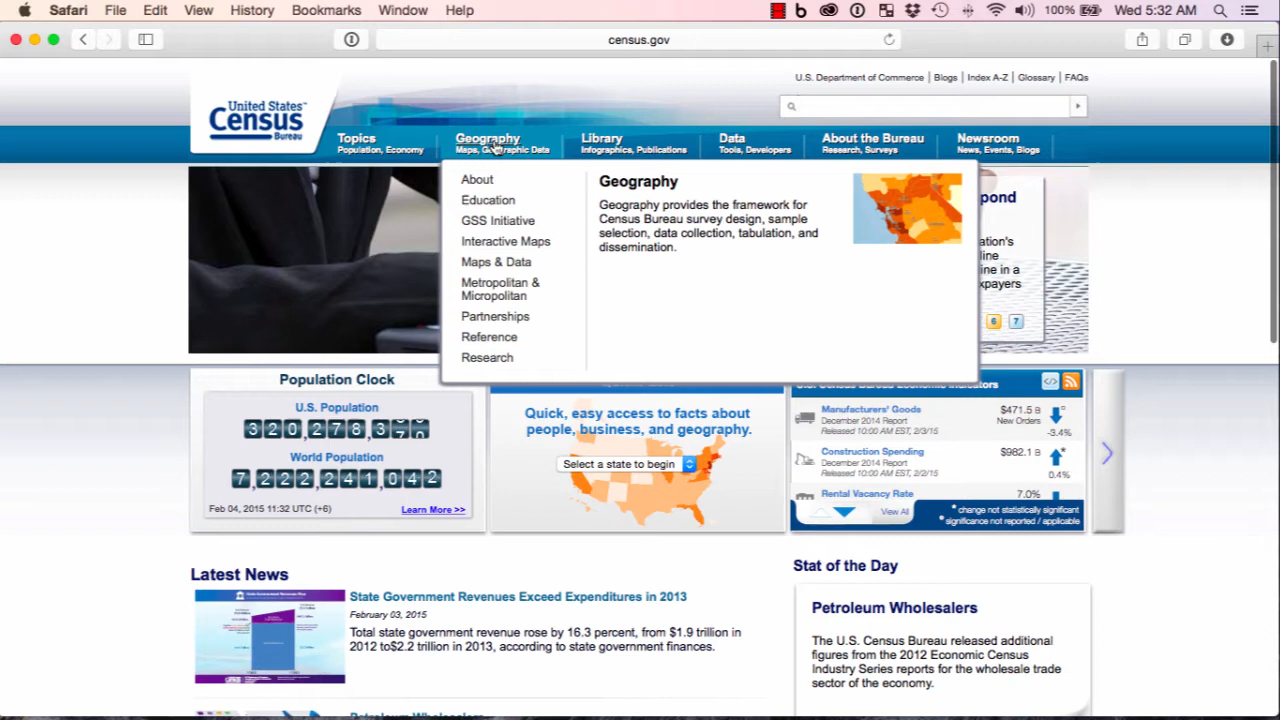 Safari File Edit View History Bookmarks Window Help
100% Wed 5:32 AM
census.gov
U.S. Department of Commerce | Blogs | Index A-Z | Glossary | FAQs
United States™
Census
Bureau
Topics
Population, Economy
Geography
Maps, Geographic Data
Library
Infographics, Publications
Data
Tools, Developers
About the Bureau
Research, Surveys
Newsroom
News, Events, Blogs
About
Education
GSS Initiative
Interactive Maps
Maps & Data
Metropolitan &
Micropolitan
Partnerships
Reference
Research
Geography
Geography provides the framework for
Census Bureau survey design, sample
selection, data collection, tabulation, and
dissemination.
pond
ation's
line
ine in a
xpayers
6 7
Population Clock
U.S. Population
320,278,3
World Population
7,222,241,042
Feb 04, 2015 11:32 UTC (+6)
Learn More >>
Quick, easy access to facts about
people, business, and geography.
Select a state to begin
U.S. Census Bureau Economic Indicators
Manufacturers' Goods
December 2014 Report
Released 10:00 AM EST, 2/3/15
$471.5 B
New Orders
-3.4%
Construction Spending
December 2014 Report
Released 10:00 AM EST, 2/2/15
$982.1 B
0.4%
Rental Vacancy Rate
7.0%
View All
* change not statistically significant
* significance not reported / applicable
Latest News
State Government Revenues Exceed Expenditures in 2013
February 03, 2015
Total state government revenue rose by 16.3 percent, from $1.9 trillion in
2012 to$2.2 trillion in 2013, according to state government finances.
Petroleum Wholesalers
Stat of the Day
Petroleum Wholesalers
The U.S. Census Bureau released additional
figures from the 2012 Economic Census
Industry Series reports for the wholesale trade
sector of the economy.